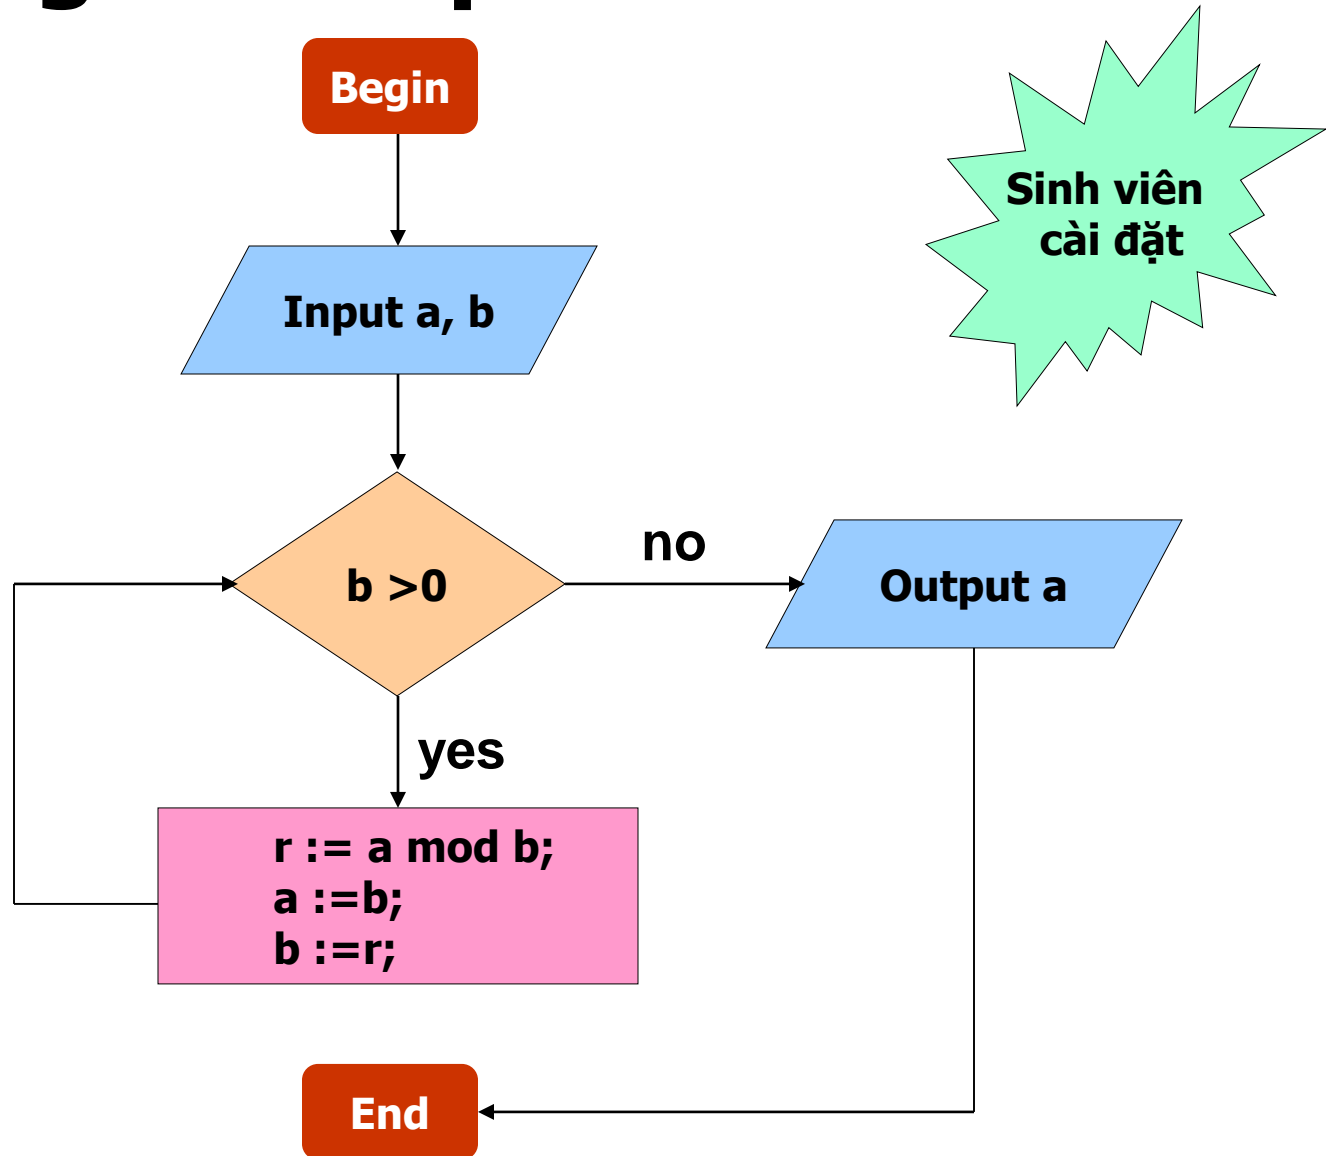 Begin
Sinh viên
cài đặt
Input a, b
b >0
no
Output a
yes
r := a mod b;
a :=b;
b :=r;
End